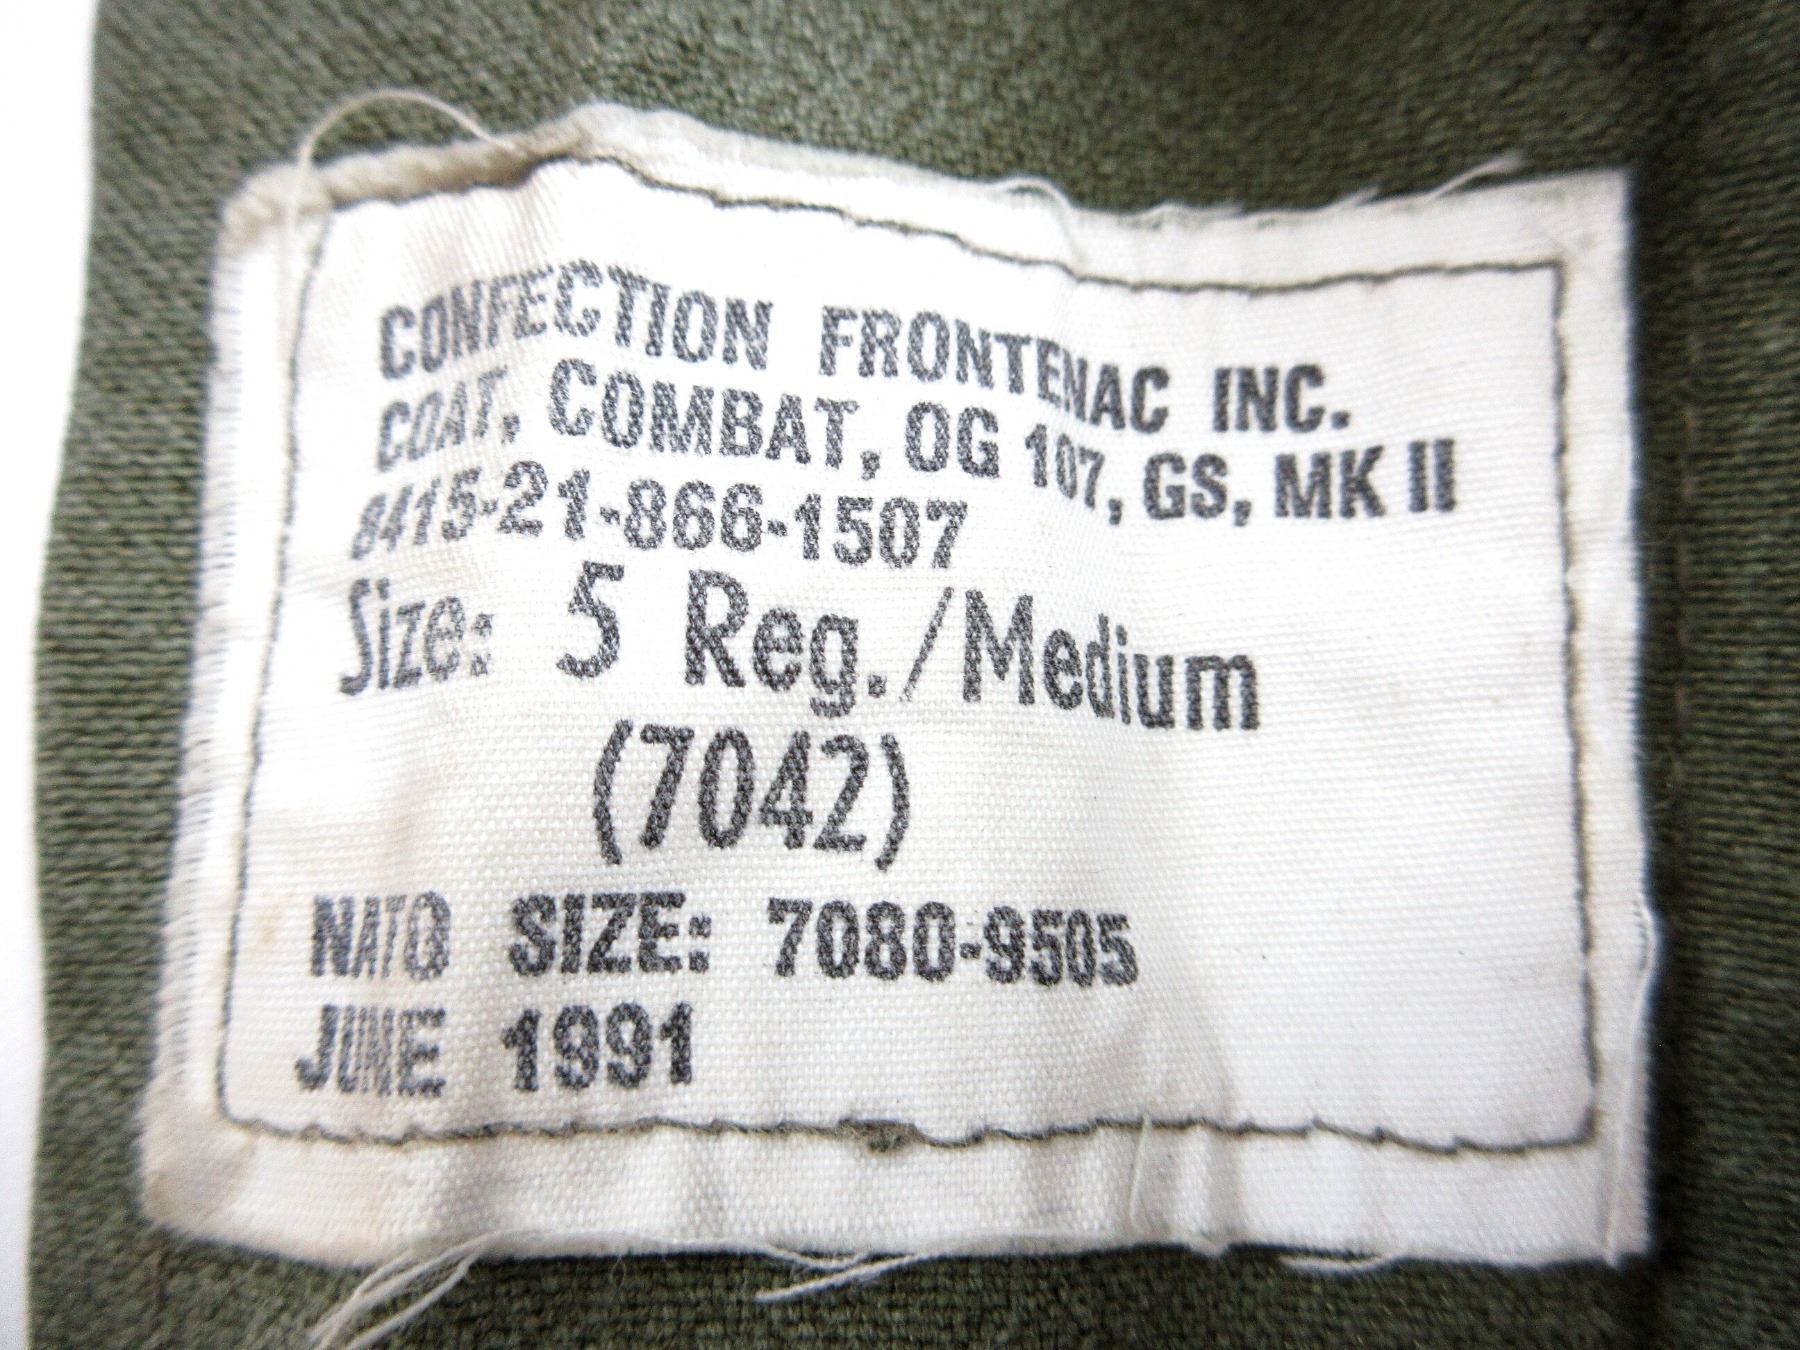 CONFECTION FRONTENAC INC.
COAT, COMBAT, OG 107, GS, MK II
8415-21-866-1507
Size: 5 Reg./Medium
(7042)
NATO SIZE: 7080-9505
JUNE 1991